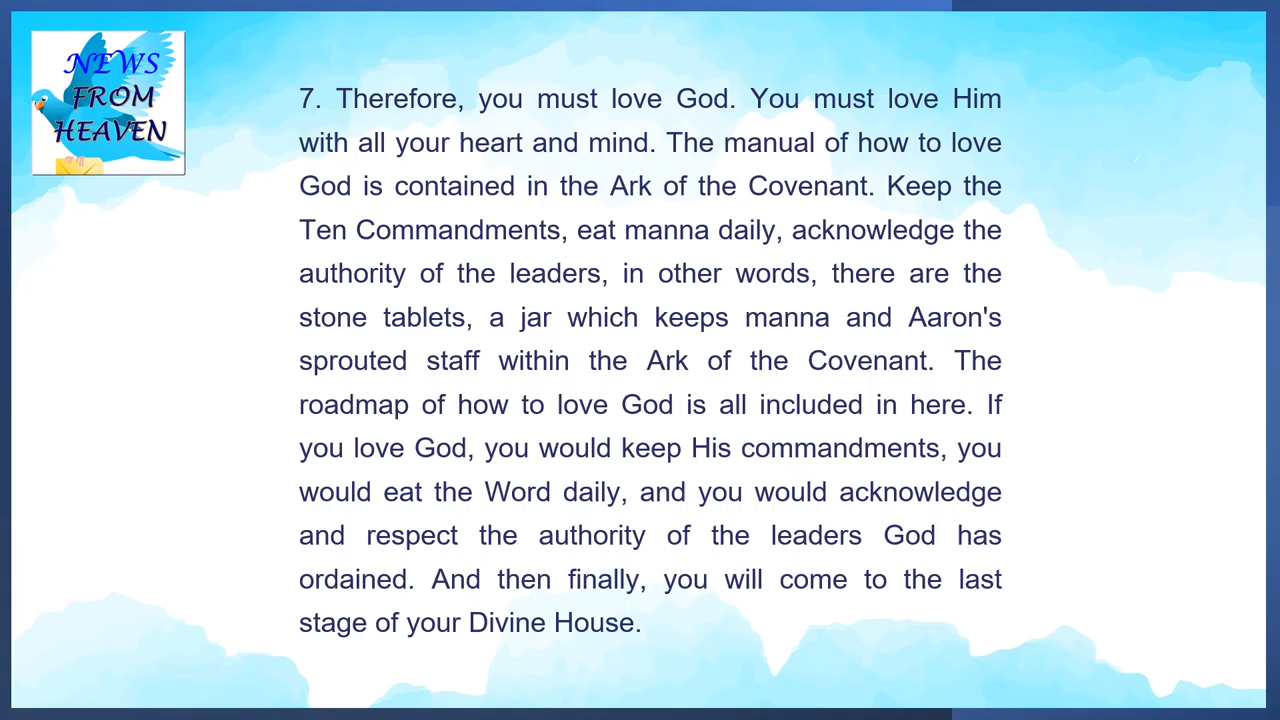 NEWS
FROM
HEAVEN
7. Therefore, you must love God. You must love Him
with all your heart and mind. The manual of how to love
God is contained in the Ark of the Covenant. Keep the
Ten Commandments, eat manna daily, acknowledge the
authority of the leaders, in other words, there are the
stone tablets, a jar which keeps manna and Aaron's
sprouted staff within the Ark of the Covenant. The
roadmap of how to love God is all included in here. If
you love God, you would keep His commandments, you
would eat the Word daily, and you would acknowledge
and respect the authority of the leaders God has
ordained. And then finally, you will come to the last
stage of your Divine House.